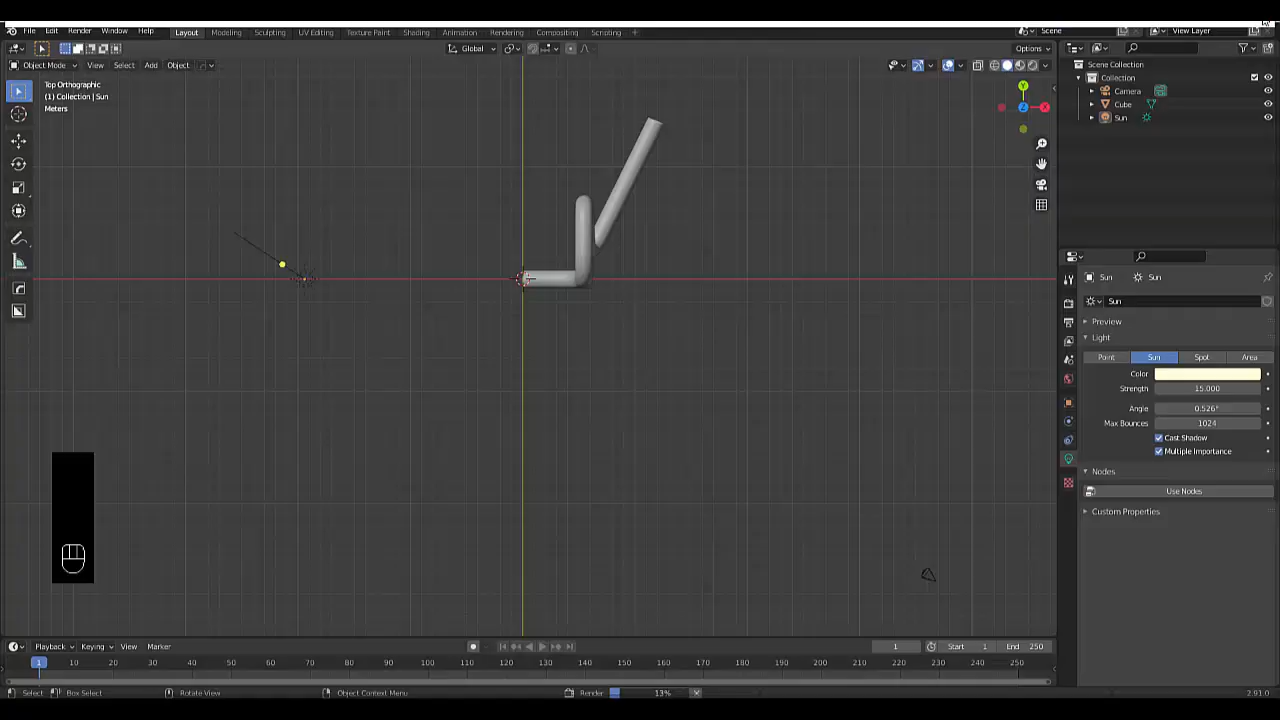 File Edit Render Window Help Layout Modeling Sculpting UV Editing Texture Paint Shading Animation Rendering Compositing Scripting + Scene View Layer
Global Options
Object Mode View Select Add Object
Top Orthographic
(1) Collection | Sun
Meters
Y
Z
X
Scene Collection
Collection
Camera
Cube
Sun
Sun Sun
Sun
Preview
Light
Point Sun Spot Area
Color
Strength 15.000
Angle 0.526°
Max Bounces 1024
Cast Shadow
Multiple Importance
Nodes
Use Nodes
Custom Properties
Playback Keying View Marker 1 Start 1 End 250
1 10 20 30 40 50 60 70 80 90 100 110 120 130 140 150 160 170 180 190 200 210 220 230 240 250
Select Box Select Rotate View Object Context Menu Render 13% 2.91.0